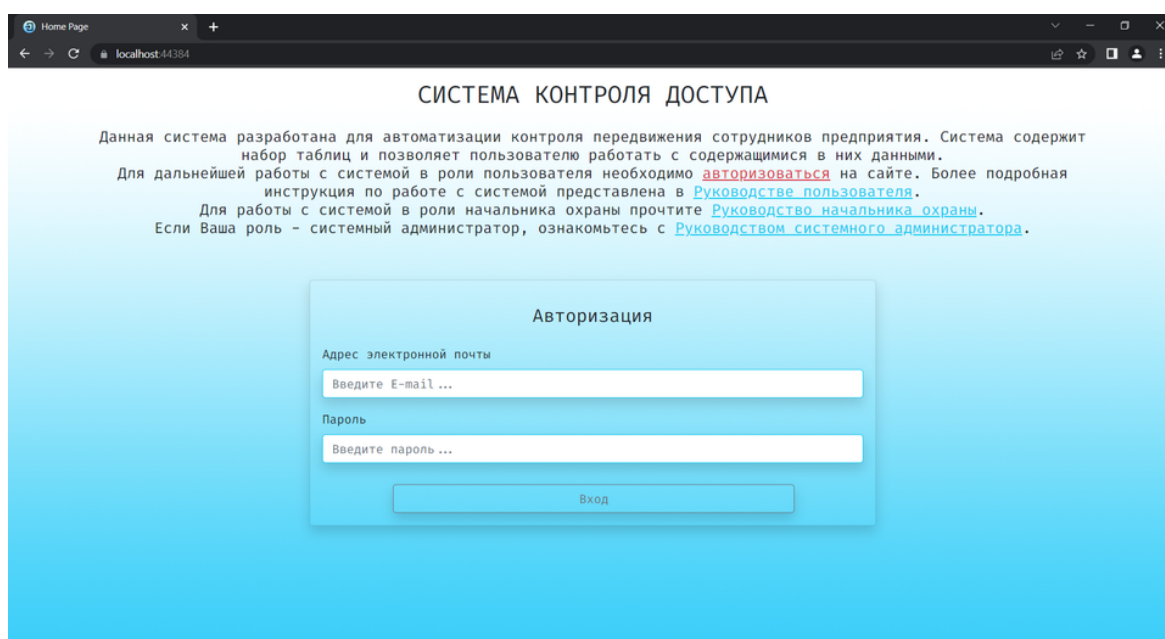 Home Page
localhost:44384
СИСТЕМА КОНТРОЛЯ ДОСТУПА
Данная система разработана для автоматизации контроля передвижения сотрудников предприятия. Система содержит
набор таблиц и позволяет пользователю работать с содержащимися в них данными.
Для дальнейшей работы с системой в роли пользователя необходимо авторизоваться на сайте. Более подробная
инструкция по работе с системой представлена в Руководстве пользователя.
Для работы с системой в роли начальника охраны прочтите Руководство начальника охраны.
Если Ваша роль - системный администратор, ознакомьтесь с Руководством системного администратора.
Авторизация
Адрес электронной почты
Введите E-mail...
Пароль
Введите пароль...
Вход